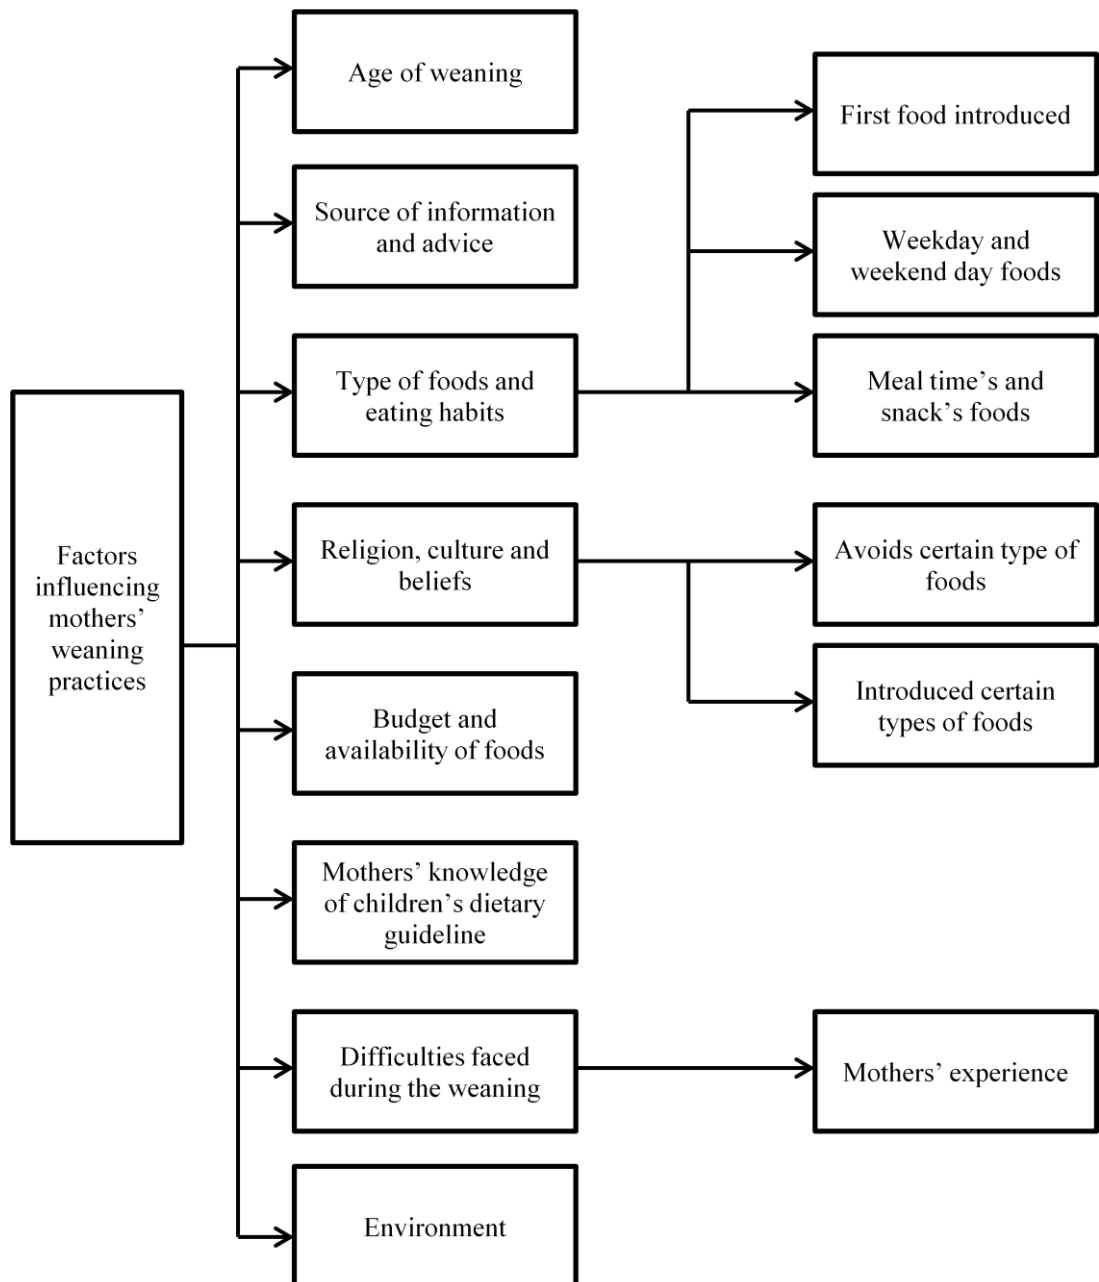 Factors
influencing
mothers’
weaning
practices
Age of weaning
Source of information
and advice
Type of foods and
eating habits
Religion, culture and
beliefs
Budget and
availability of foods
Mothers’ knowledge
of children’s dietary
guideline
Difficulties faced
during the weaning
Environment
First food introduced
Weekday and
weekend day foods
Meal time’s and
snack’s foods
Avoids certain type of
foods
Introduced certain
types of foods
Mothers’ experience